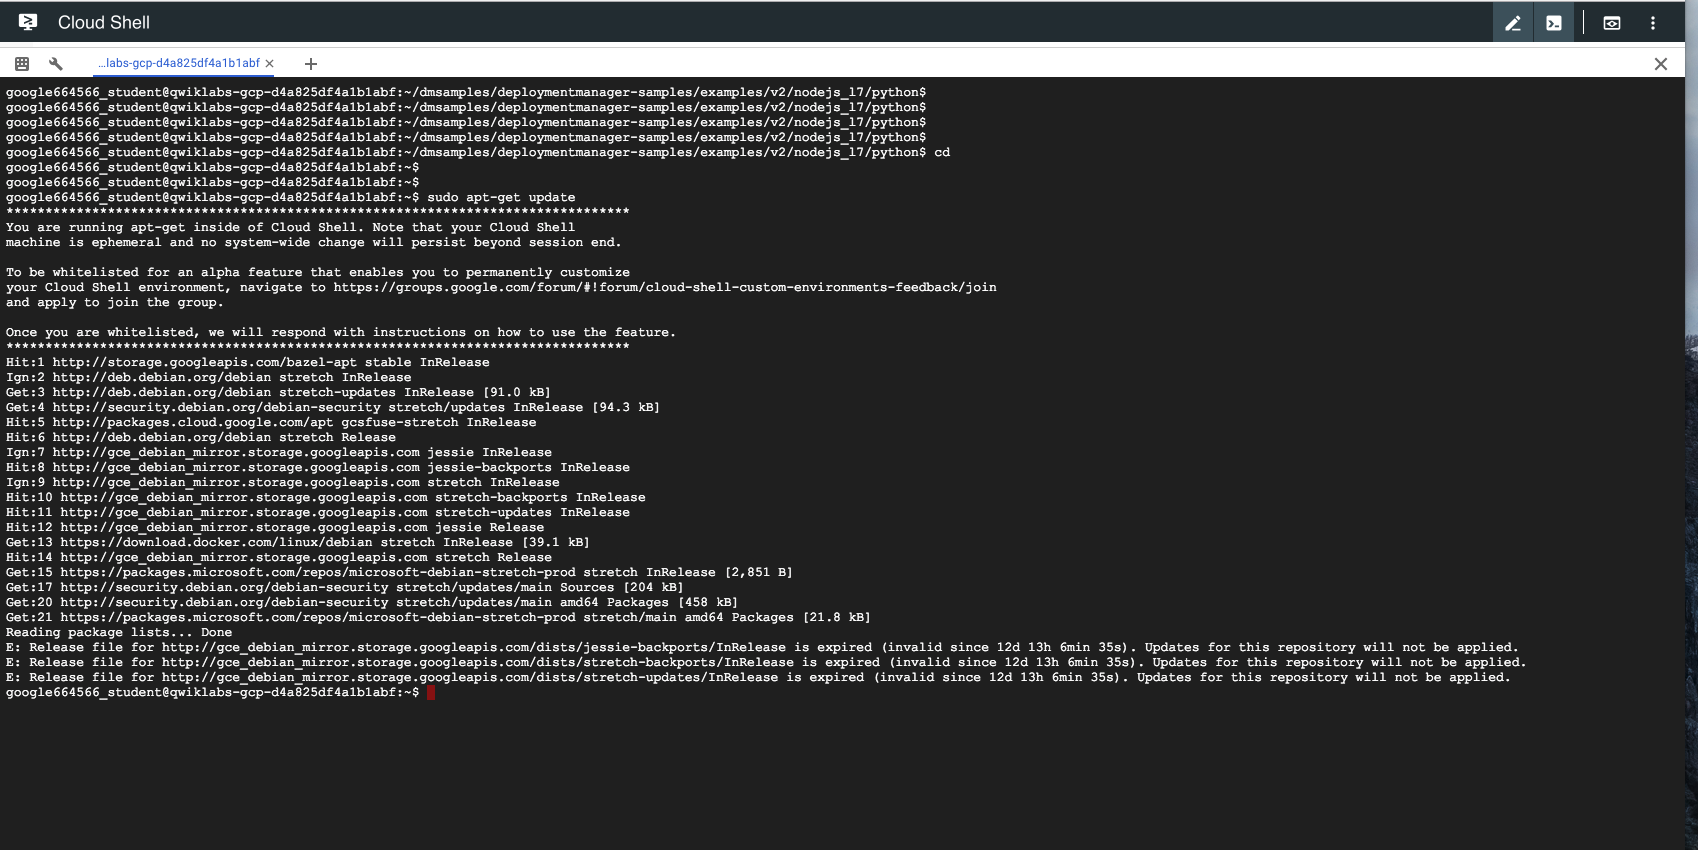 Cloud Shell
...labs-gcp-d4a825df4a1b1abf
google664566_student@qwiklabs-gcp-d4a825df4a1b1abf:~/dmsamples/deploymentmanager-samples/examples/v2/nodejs_l7/python$
google664566_student@qwiklabs-gcp-d4a825df4a1b1abf:~/dmsamples/deploymentmanager-samples/examples/v2/nodejs_l7/python$
google664566_student@qwiklabs-gcp-d4a825df4a1b1abf:~/dmsamples/deploymentmanager-samples/examples/v2/nodejs_l7/python$
google664566_student@qwiklabs-gcp-d4a825df4a1b1abf:~/dmsamples/deploymentmanager-samples/examples/v2/nodejs_l7/python$
google664566_student@qwiklabs-gcp-d4a825df4a1b1abf:~/dmsamples/deploymentmanager-samples/examples/v2/nodejs_l7/python$ cd
google664566_student@qwiklabs-gcp-d4a825df4a1b1abf:~$
google664566_student@qwiklabs-gcp-d4a825df4a1b1abf:~$
google664566_student@qwiklabs-gcp-d4a825df4a1b1abf:~$ sudo apt-get update
********************************************************************************
You are running apt-get inside of Cloud Shell. Note that your Cloud Shell
machine is ephemeral and no system-wide change will persist beyond session end.
To be whitelisted for an alpha feature that enables you to permanently customize
your Cloud Shell environment, navigate to https://groups.google.com/forum/#!forum/cloud-shell-custom-environments-feedback/join
and apply to join the group.
Once you are whitelisted, we will respond with instructions on how to use the feature.
********************************************************************************
Hit:1 http://storage.googleapis.com/bazel-apt stable InRelease
Ign:2 http://deb.debian.org/debian stretch InRelease
Get:3 http://deb.debian.org/debian stretch-updates InRelease [91.0 kB]
Get:4 http://security.debian.org/debian-security stretch/updates InRelease [94.3 kB]
Hit:5 http://packages.cloud.google.com/apt gcsfuse-stretch InRelease
Hit:6 http://deb.debian.org/debian stretch Release
Ign:7 http://gce_debian_mirror.storage.googleapis.com jessie InRelease
Hit:8 http://gce_debian_mirror.storage.googleapis.com jessie-backports InRelease
Ign:9 http://gce_debian_mirror.storage.googleapis.com stretch InRelease
Hit:10 http://gce_debian_mirror.storage.googleapis.com stretch-backports InRelease
Hit:11 http://gce_debian_mirror.storage.googleapis.com stretch-updates InRelease
Hit:12 http://gce_debian_mirror.storage.googleapis.com jessie Release
Get:13 https://download.docker.com/linux/debian stretch InRelease [39.1 kB]
Hit:14 http://gce_debian_mirror.storage.googleapis.com stretch Release
Get:15 https://packages.microsoft.com/repos/microsoft-debian-stretch-prod stretch InRelease [2,851 B]
Get:17 http://security.debian.org/debian-security stretch/updates/main Sources [204 kB]
Get:20 http://security.debian.org/debian-security stretch/updates/main amd64 Packages [458 kB]
Get:21 https://packages.microsoft.com/repos/microsoft-debian-stretch-prod stretch/main amd64 Packages [21.8 kB]
Reading package lists... Done
E: Release file for http://gce_debian_mirror.storage.googleapis.com/dists/jessie-backports/InRelease is expired (invalid since 12d 13h 6min 35s). Updates for this repository will not be applied.
E: Release file for http://gce_debian_mirror.storage.googleapis.com/dists/stretch-backports/InRelease is expired (invalid since 12d 13h 6min 35s). Updates for this repository will not be applied.
E: Release file for http://gce_debian_mirror.storage.googleapis.com/dists/stretch-updates/InRelease is expired (invalid since 12d 13h 6min 35s). Updates for this repository will not be applied.
google664566_student@qwiklabs-gcp-d4a825df4a1b1abf:~$